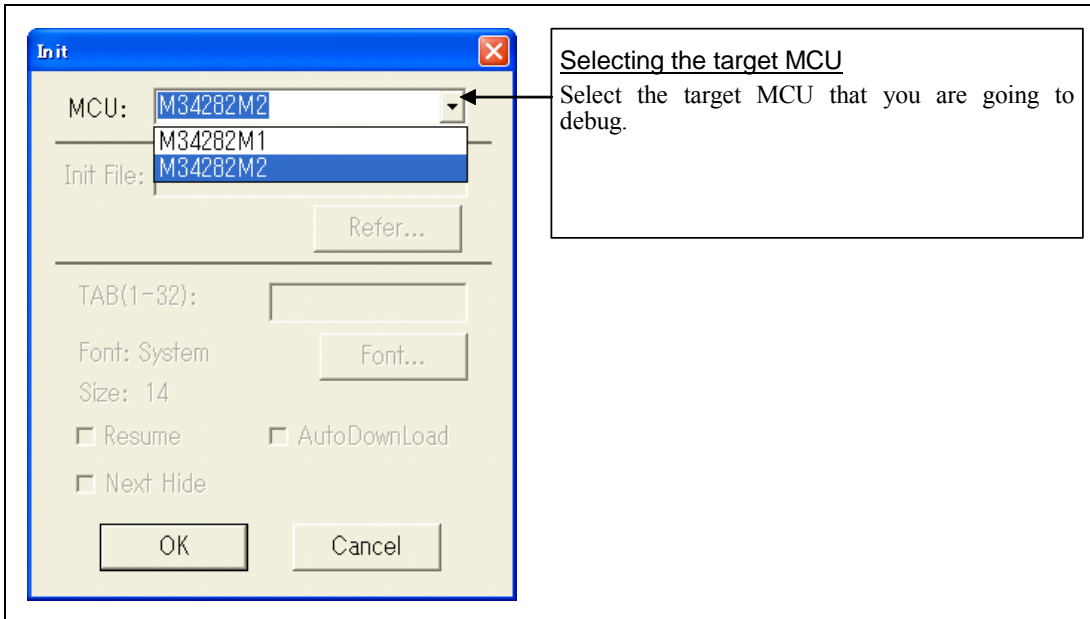 Init
MCU: M34282M2
M34282M1
M34282M2
Init File:
Refer...
TAB(1-32):
Font: System
Font...
Size: 14
Resume
AutoDownLoad
Next Hide
OK
Cancel
Selecting the target MCU
Select the target MCU that you are going to
debug.